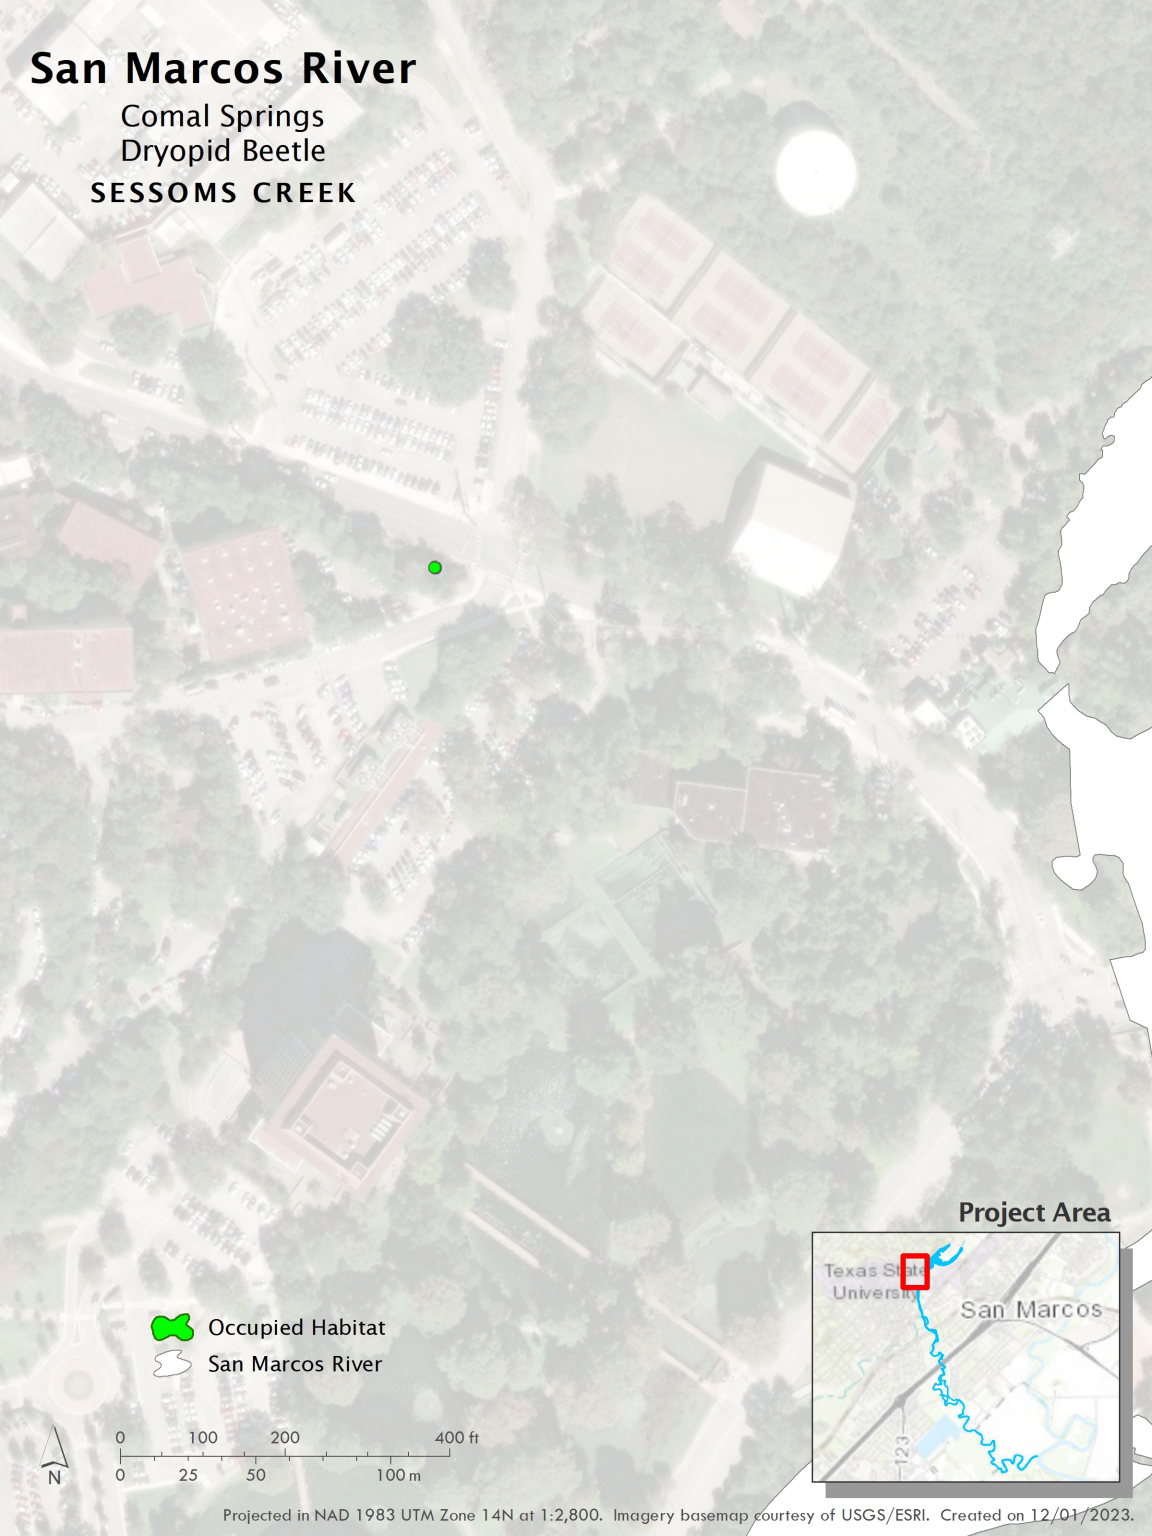 San Marcos River
Comal Springs
Dryopid Beetle
SESSOMS CREEK
Project Area
Texas State
University
San Marcos
123
Occupied Habitat
San Marcos River
0 100 200 400 ft
0 25 50 100 m
N
Projected in NAD 1983 UTM Zone 14N at 1:2,800. Imagery basemap courtesy of USGS/ESRI. Created on 12/01/2023.